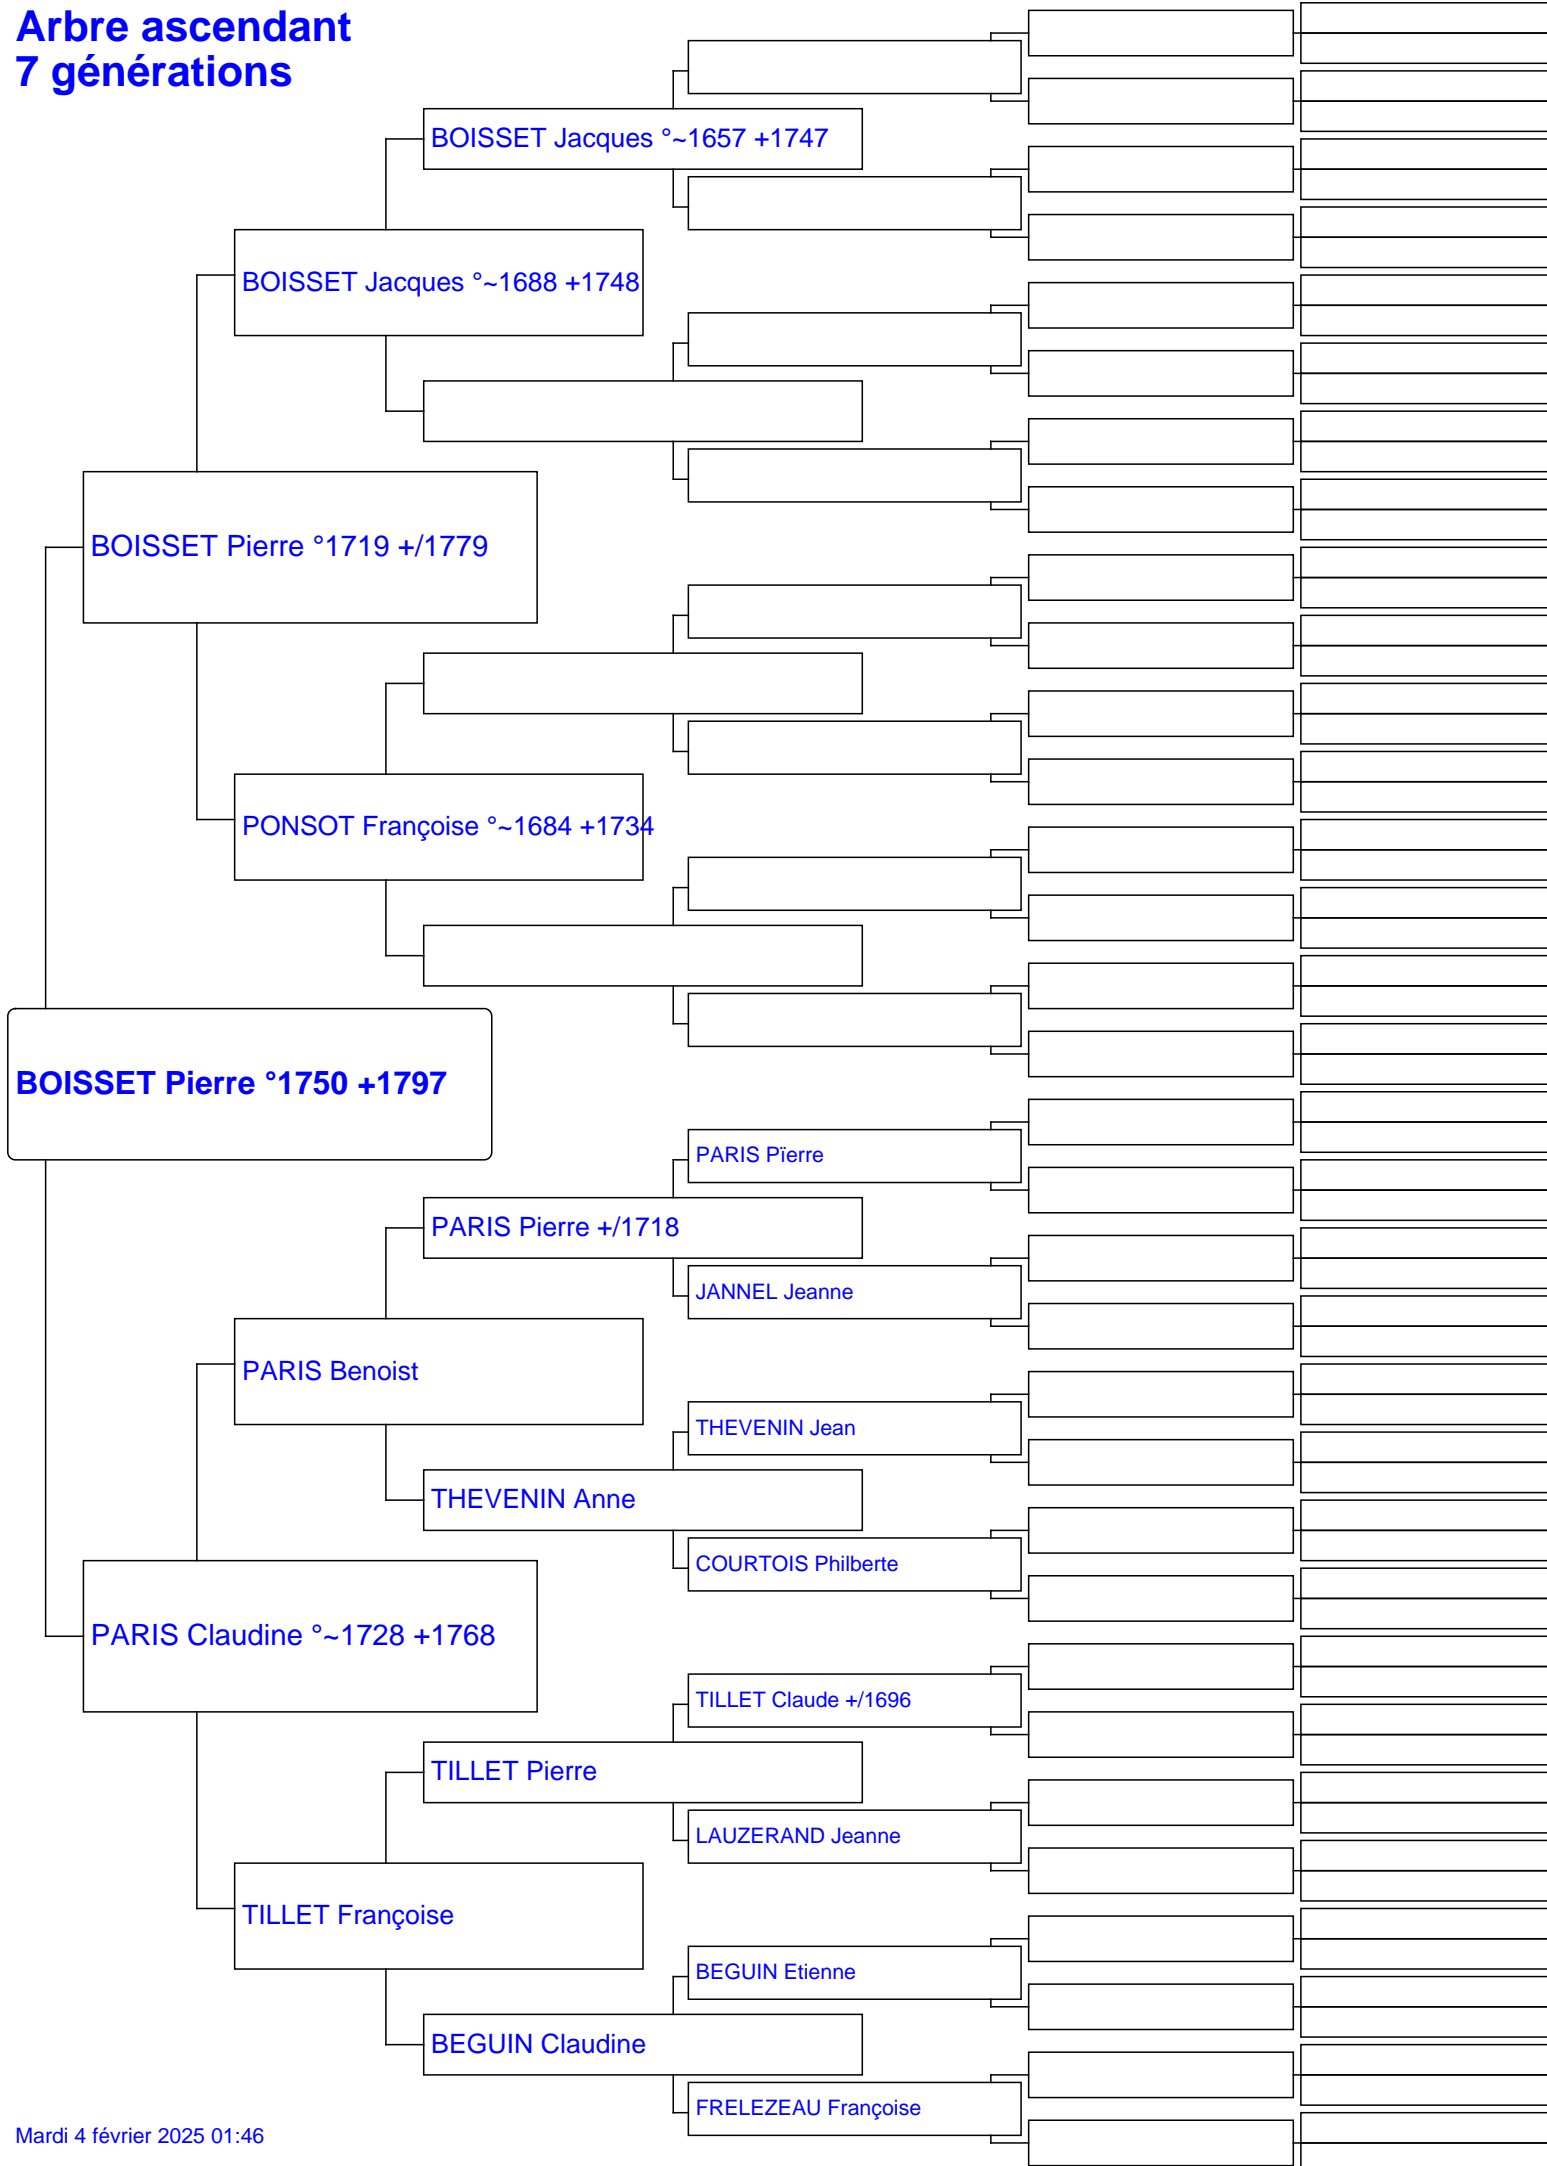 Arbre ascendant
7 générations
BOISSET Jacques °~1657 +1747
BOISSET Jacques °~1688 +1748
BOISSET Pierre °1719 +/1779
PONSOT Françoise °~1684 +1734
BOISSET Pierre °1750 +1797
PARIS Pïerre
PARIS Pierre +/1718
JANNEL Jeanne
PARIS Benoist
THEVENIN Jean
THEVENIN Anne
COURTOIS Philberte
PARIS Claudine °~1728 +1768
TILLET Claude +/1696
TILLET Pierre
LAUZERAND Jeanne
TILLET Françoise
BEGUIN Etienne
BEGUIN Claudine
FRELEZEAU Françoise
Mardi 4 février 2025 01:46